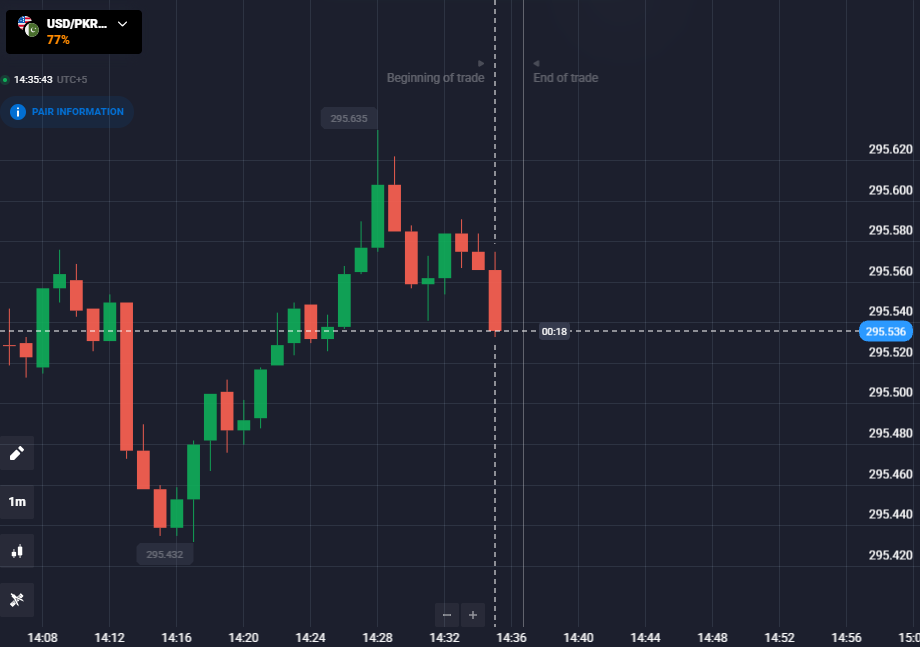 USD/PKR...
77%
14:35:43 UTC+5
i PAIR INFORMATION
Beginning of trade
End of trade
295.635
295.620
295.600
295.580
295.560
295.540
00:18
295.536
295.520
295.500
295.480
295.460
1m
295.440
295.432
295.420
14:08 14:12 14:16 14:20 14:24 14:28 14:32 14:36 14:40 14:44 14:48 14:52 14:56 15:0